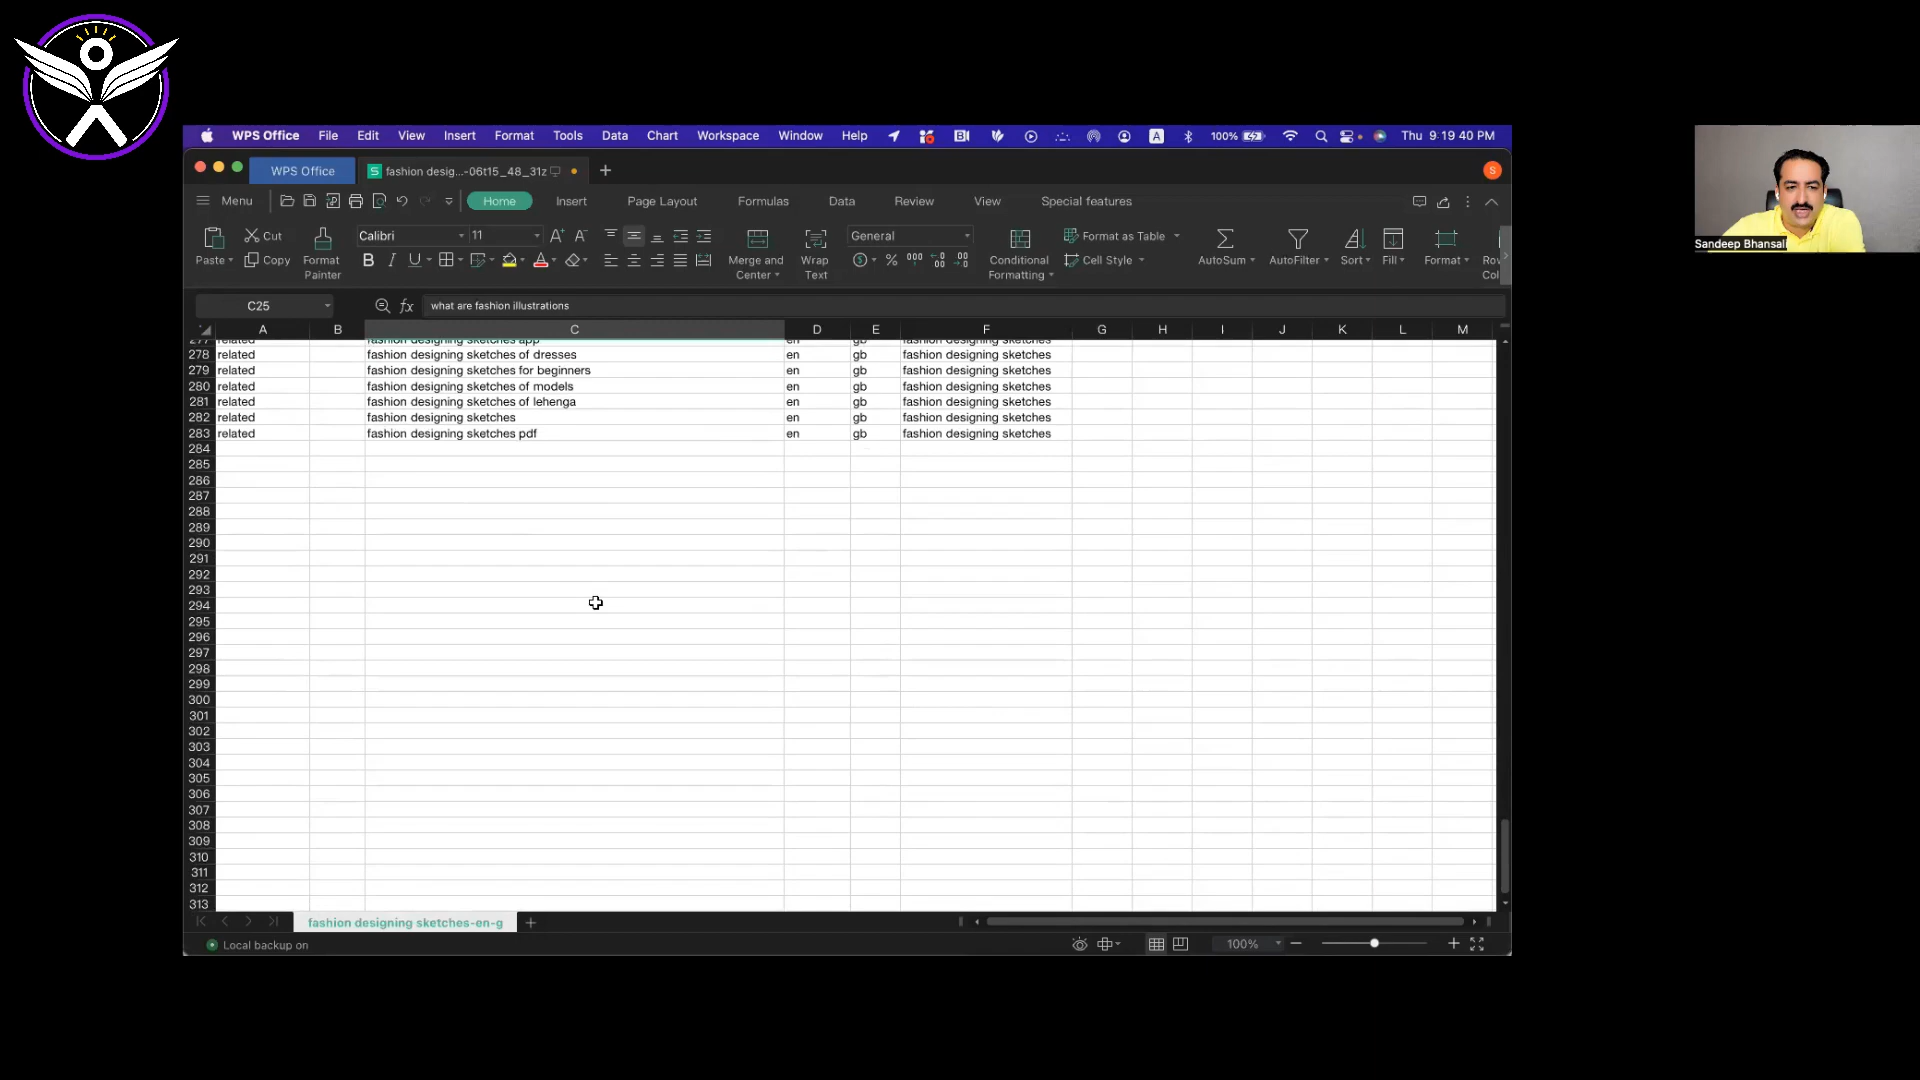 WPS Office File Edit View Insert Format Tools Data Chart Workspace Window Help A 100% Thu 9:19:40 PM
WPS Office fashion desig...-06t15_48_31z + S
Menu Home Insert Page Layout Formulas Data Review View Special features
Paste Cut Copy Format Painter Calibri 11 A+ A- B I U A Merge and Center Wrap Text General % 000 Conditional Formatting Format as Table Cell Style AutoSum AutoFilter Sort Fill Format
C25 fx what are fashion illustrations
A B C D E F G H I J K L M
277 related fashion designing sketches app en gb fashion designing sketches
278 related fashion designing sketches of dresses en gb fashion designing sketches
279 related fashion designing sketches for beginners en gb fashion designing sketches
280 related fashion designing sketches of models en gb fashion designing sketches
281 related fashion designing sketches of lehenga en gb fashion designing sketches
282 related fashion designing sketches en gb fashion designing sketches
283 related fashion designing sketches pdf en gb fashion designing sketches
284
285
286
287
288
289
290
291
292
293
294
295
296
297
298
299
300
301
302
303
304
305
306
307
308
309
310
311
312
313
fashion designing sketches-en-g +
Local backup on 100%
Sandeep Bhansali